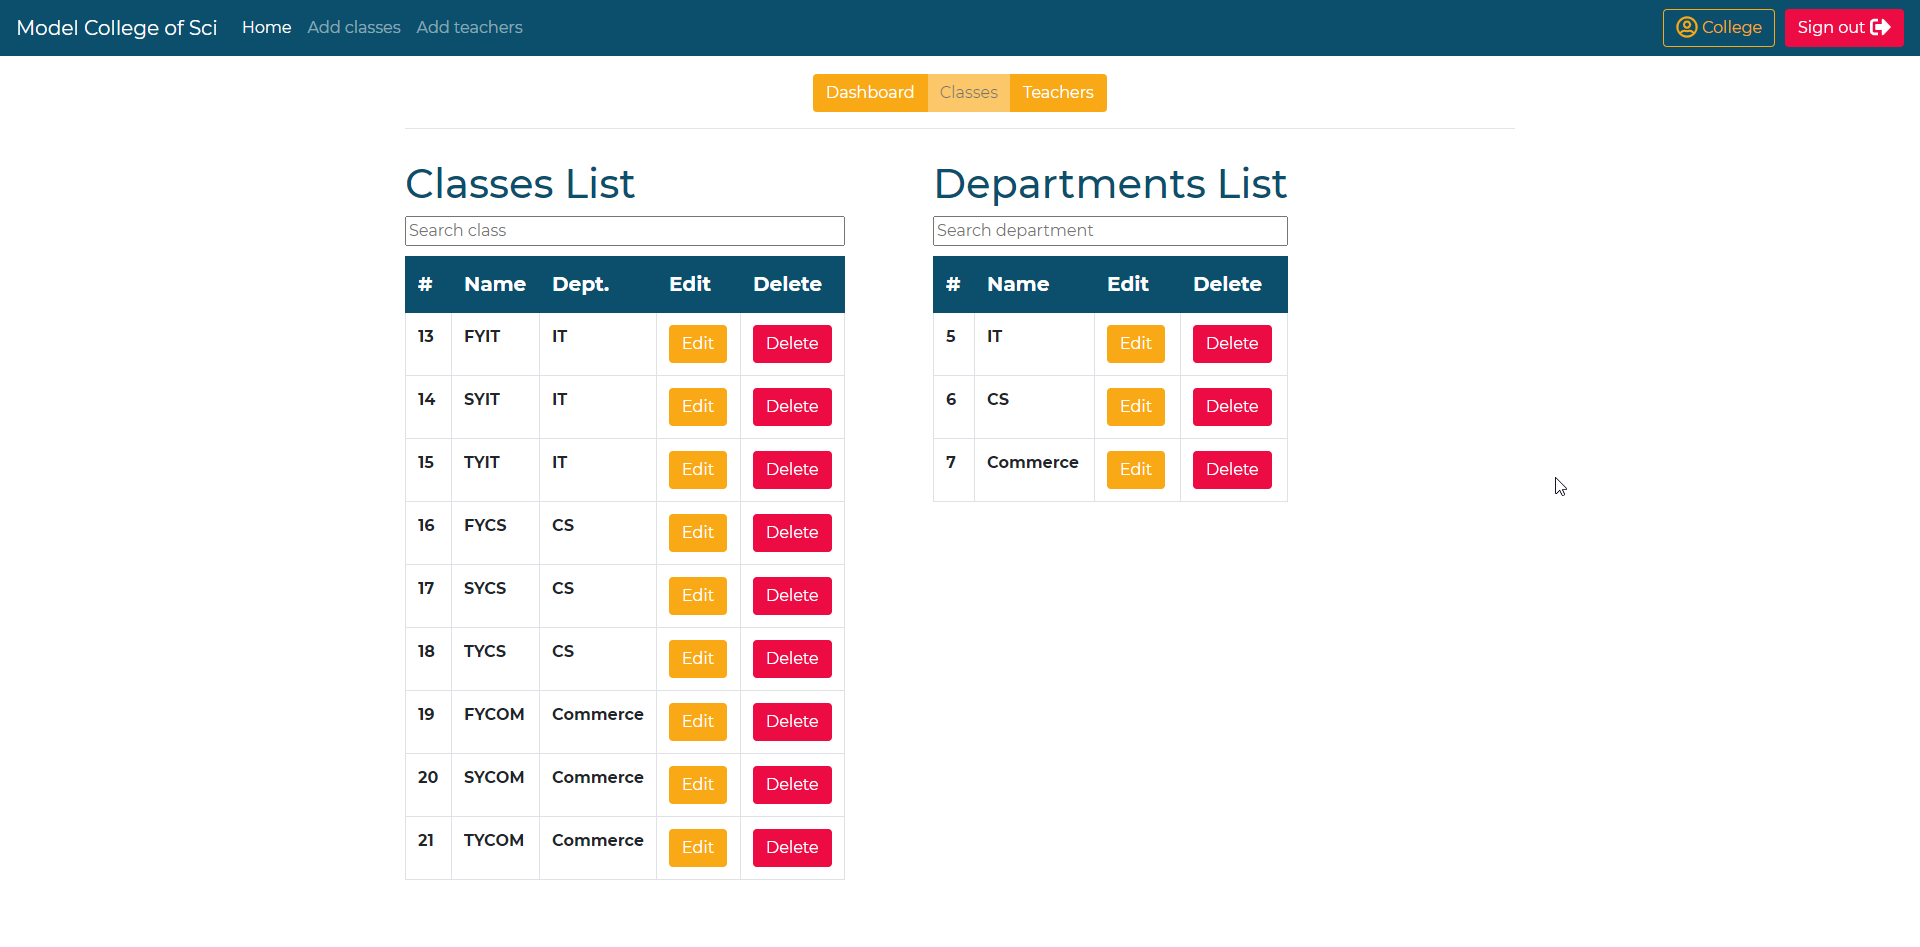 Model College of Sci Home Add classes Add teachers College Sign out
Dashboard Classes Teachers
Classes List
Search class
# Name Dept. Edit Delete
13 FYIT IT Edit Delete
14 SYIT IT Edit Delete
15 TYIT IT Edit Delete
16 FYCS CS Edit Delete
17 SYCS CS Edit Delete
18 TYCS CS Edit Delete
19 FYCOM Commerce Edit Delete
20 SYCOM Commerce Edit Delete
21 TYCOM Commerce Edit Delete
Departments List
Search department
# Name Edit Delete
5 IT Edit Delete
6 CS Edit Delete
7 Commerce Edit Delete